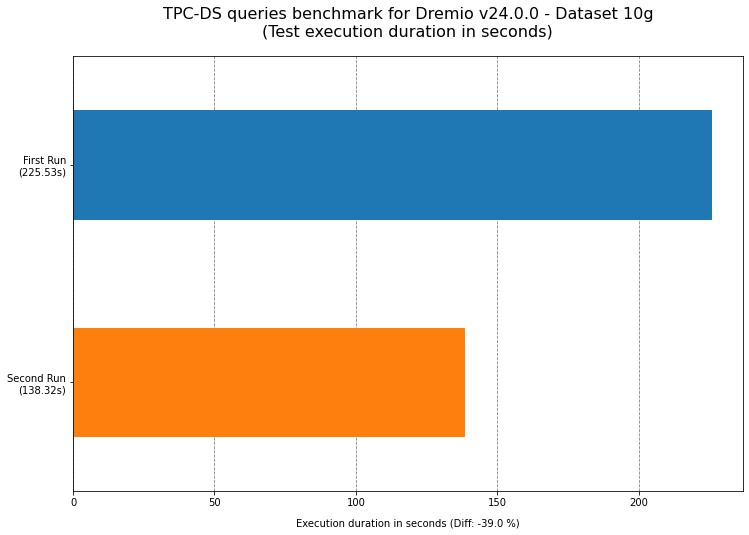 TPC-DS queries benchmark for Dremio v24.0.0 - Dataset 10g
(Test execution duration in seconds)
First Run
(225.53s)
Second Run
(138.32s)
0
50
100
150
200
Execution duration in seconds (Diff: -39.0 %)